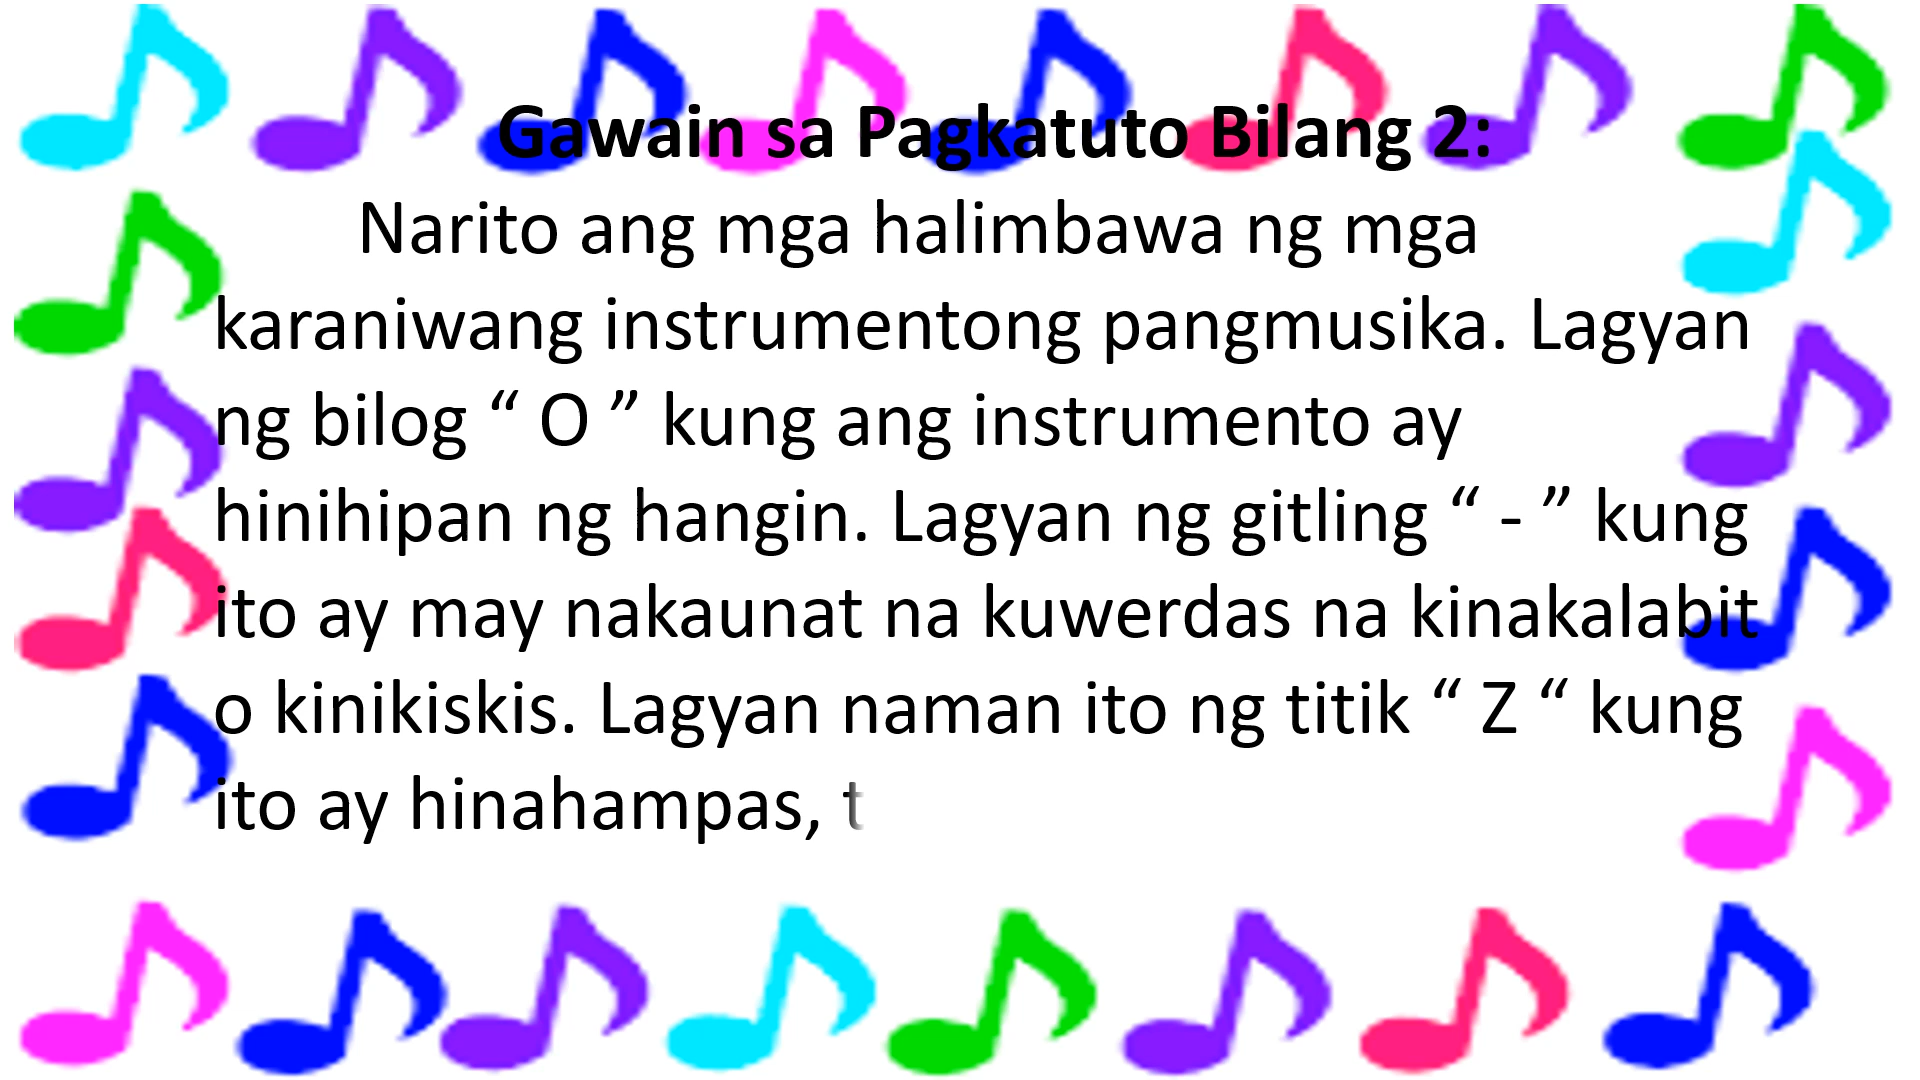 Gawain sa Pagkatuto Bilang 2:
Narito ang mga halimbawa ng mga
karaniwang instrumentong pangmusika. Lagyan
ng bilog “ O ” kung ang instrumento ay
hinihipan ng hangin. Lagyan ng gitling “ - ” kung
ito ay may nakaunat na kuwerdas na kinakalabit
o kinikiskis. Lagyan naman ito ng titik “ Z “ kung
ito ay hinahampas, t